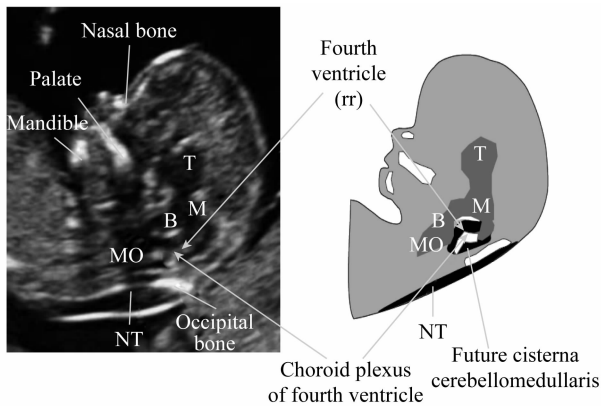 Nasal bone
Palate
Mandible
T
M
B
MO
NT
Occipital
bone
Fourth
ventricle
(rr)
T
M
B
MO
NT
Choroid plexus
of fourth ventricle
Future cisterna
cerebellomedullaris